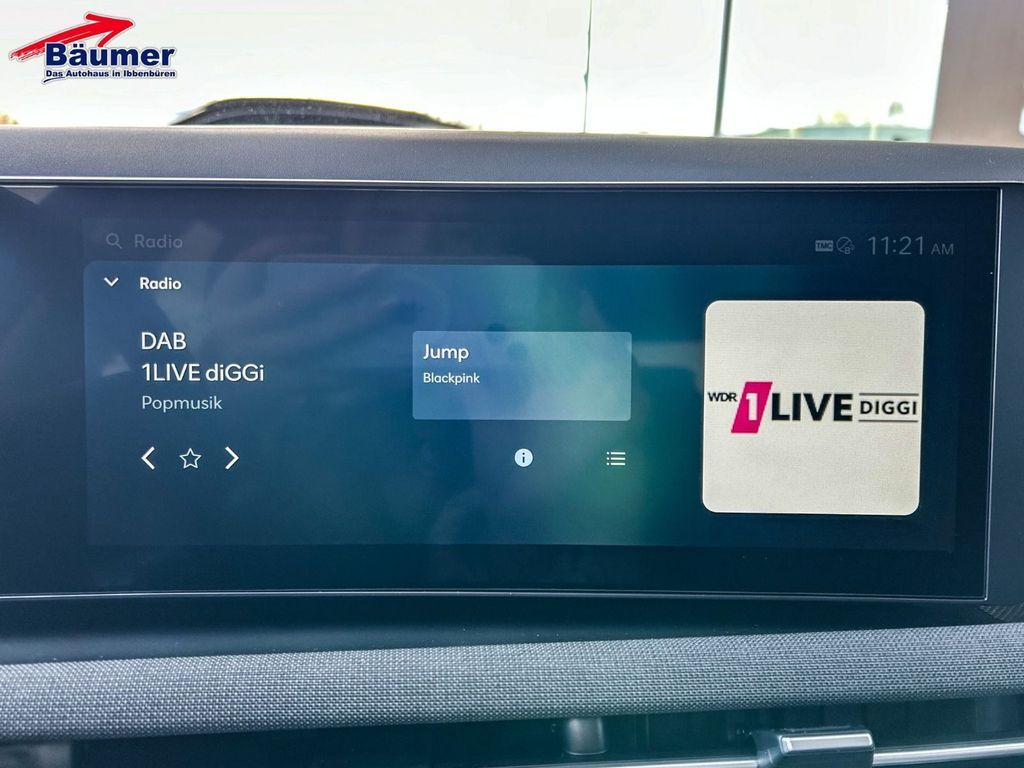 Bäumer
Das Autohaus in Ibbenbüren
Radio
TMC
11:21 AM
Radio
DAB
1LIVE diGGi
Popmusik
Jump
Blackpink
i
WDR 1LIVE DIGGI